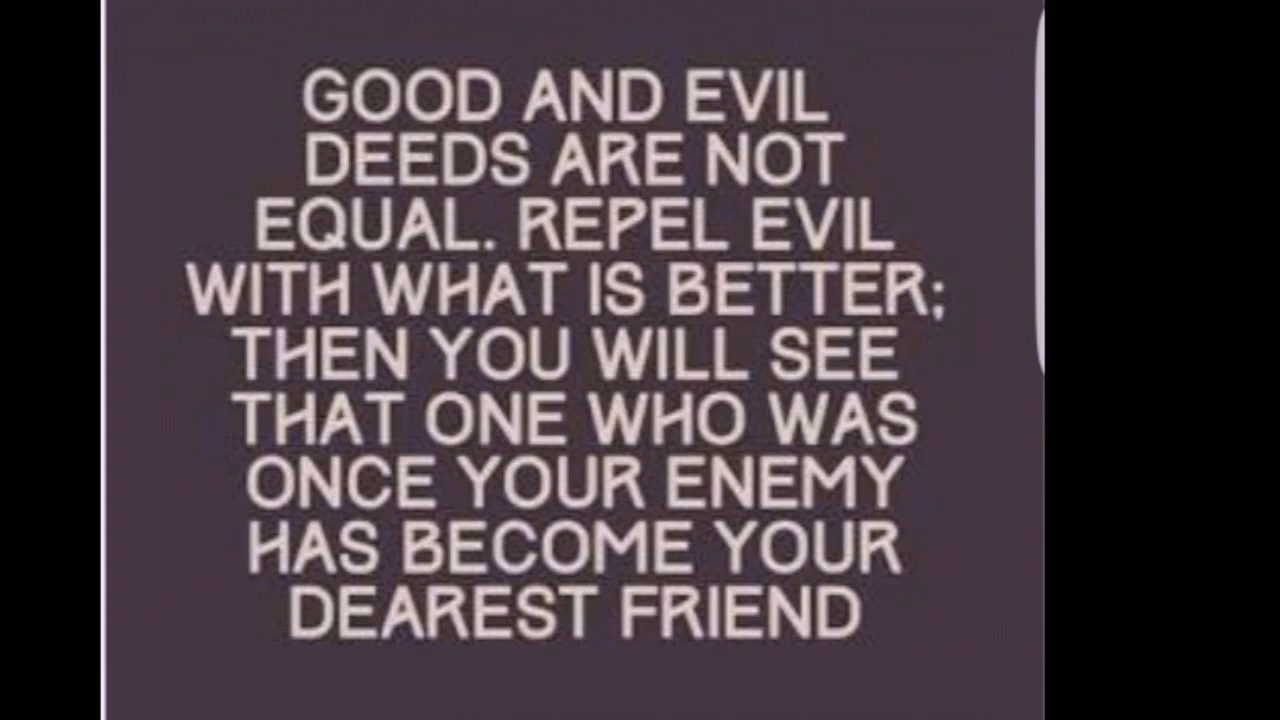 GOOD AND EVIL
DEEDS ARE NOT
EQUAL. REPEL EVIL
WITH WHAT IS BETTER;
THEN YOU WILL SEE
THAT ONE WHO WAS
ONCE YOUR ENEMY
HAS BECOME YOUR
DEAREST FRIEND